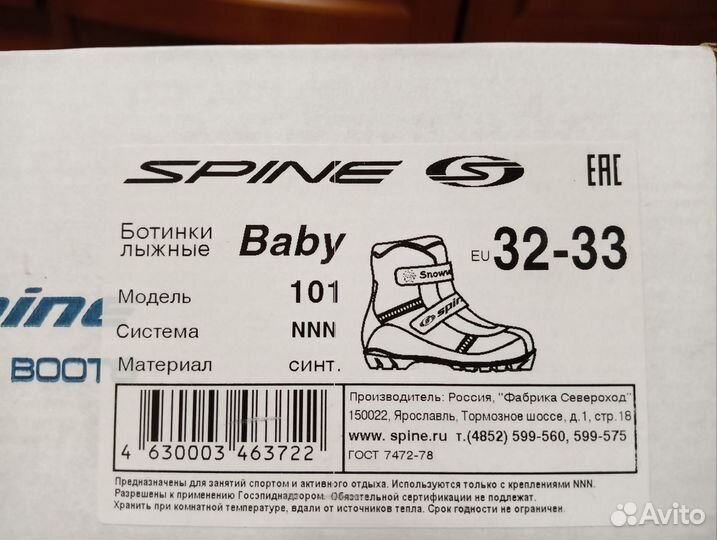 SPINE S
EAC
Ботинки лыжные Baby
EU 32-33
Snoww
spine
Модель 101
Система NNN
Материал синт.
pine
BOOT
4 630003 463722
Производитель: Россия, "Фабрика Североход"
150022, Ярославль, Тормозное шоссе, д.1, стр.18
www. spine.ru т.(4852) 599-560, 599-575
ГОСТ 7472-78
Предназначены для занятий спортом и активного отдыха. Используются только с креплениями NNN.
Разрешены к применению Госэпиднадзором. Обязательной сертификации не подлежат.
Хранить при комнатной температуре, вдали от источников тепла. Срок годности не ограничен.
Avito